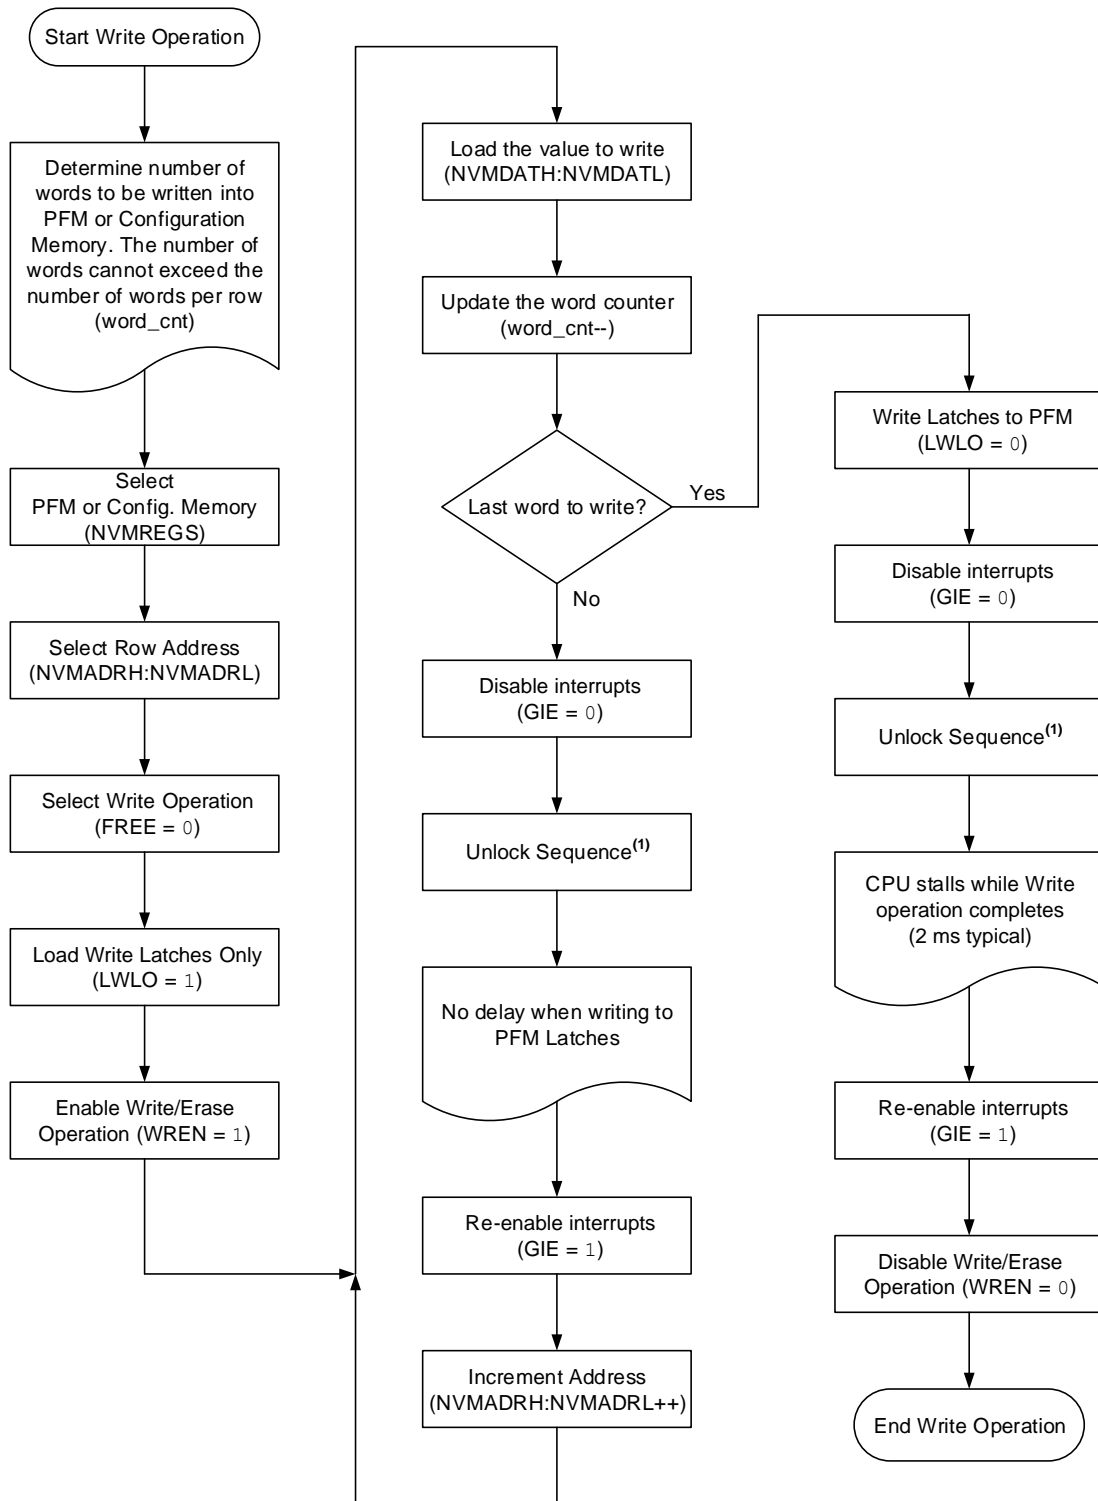 Start Write Operation
Determine number of
words to be written into
PFM or Configuration
Memory. The number of
words cannot exceed the
number of words per row
(word_cnt)
Select
PFM or Config. Memory
(NVMREGS)
Select Row Address
(NVMADRH:NVMADRL)
Select Write Operation
(FREE = 0)
Load Write Latches Only
(LWLO = 1)
Enable Write/Erase
Operation (WREN = 1)
Load the value to write
(NVMDATH:NVMDATL)
Update the word counter
(word_cnt--)
Last word to write?
Yes
No
Disable interrupts
(GIE = 0)
Unlock Sequence(1)
No delay when writing to
PFM Latches
Re-enable interrupts
(GIE = 1)
Increment Address
(NVMADRH:NVMADRL++)
Write Latches to PFM
(LWLO = 0)
Disable interrupts
(GIE = 0)
Unlock Sequence(1)
CPU stalls while Write
operation completes
(2 ms typical)
Re-enable interrupts
(GIE = 1)
Disable Write/Erase
Operation (WREN = 0)
End Write Operation